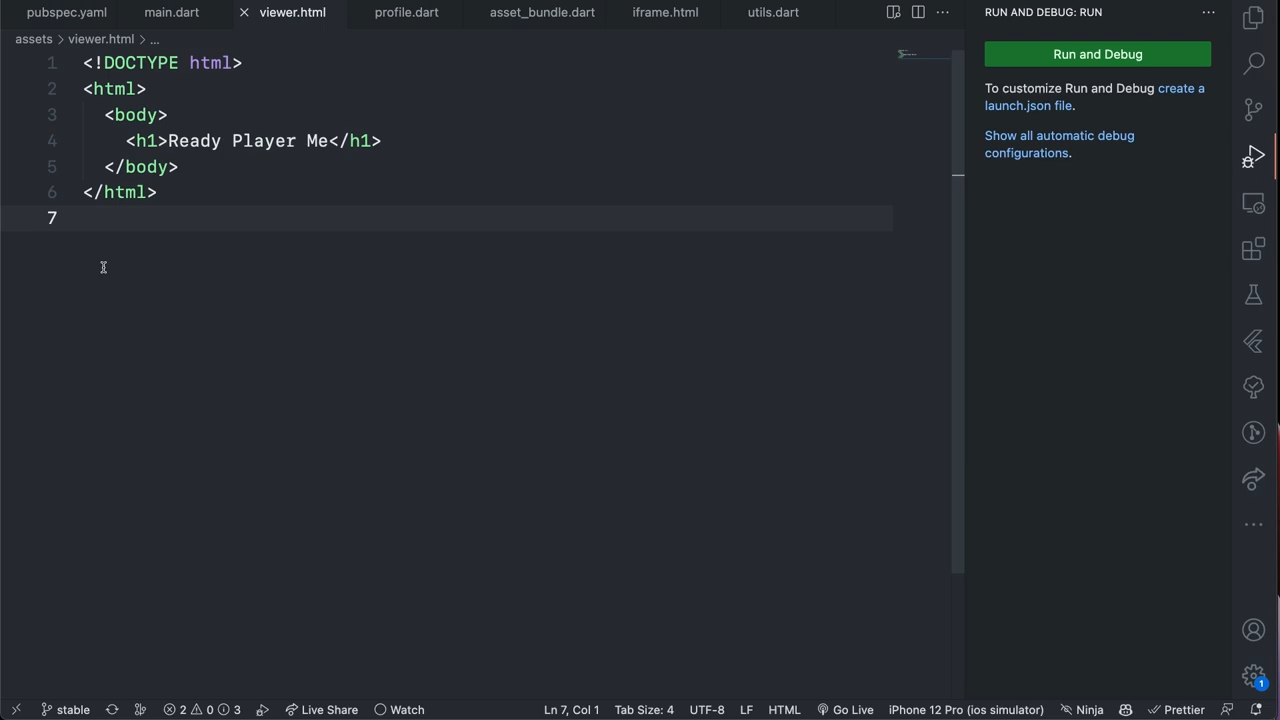 pubspec.yaml main.dart viewer.html profile.dart asset_bundle.dart iframe.html utils.dart
assets > viewer.html > ...
1 <!DOCTYPE html>
2 <html>
3 <body>
4 <h1>Ready Player Me</h1>
5 </body>
6 </html>
7
RUN AND DEBUG: RUN
Run and Debug
To customize Run and Debug create a
launch.json file.
Show all automatic debug
configurations.
1
stable 2 0 3 Live Share Watch Ln 7, Col 1 Tab Size: 4 UTF-8 LF HTML Go Live iPhone 12 Pro (ios simulator) Ninja Prettier